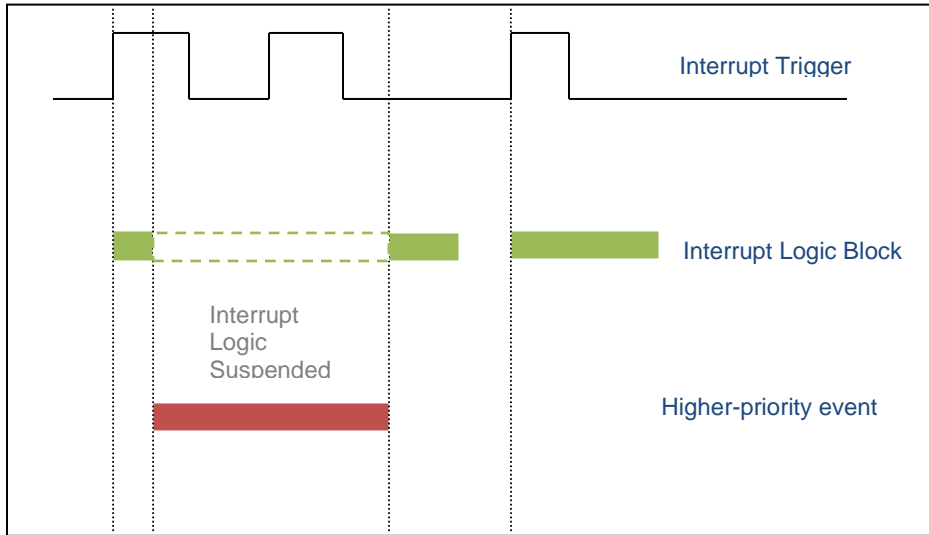 Interrupt Trigger
Interrupt Logic Block
Interrupt
Logic
Suspended
Higher-priority event